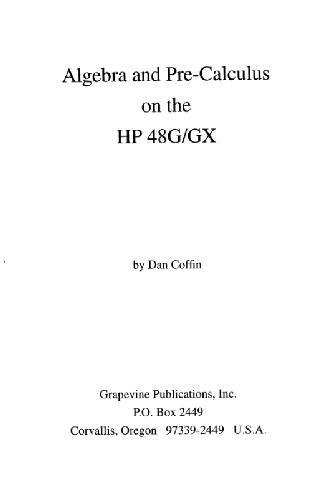 Algebra and Pre-Calculus
on the
HP 48G/GX
by Dan Coffin
Grapevine Publications, Inc.
P.O. Box 2449
Corvallis, Oregon 97339-2449 U.S.A.